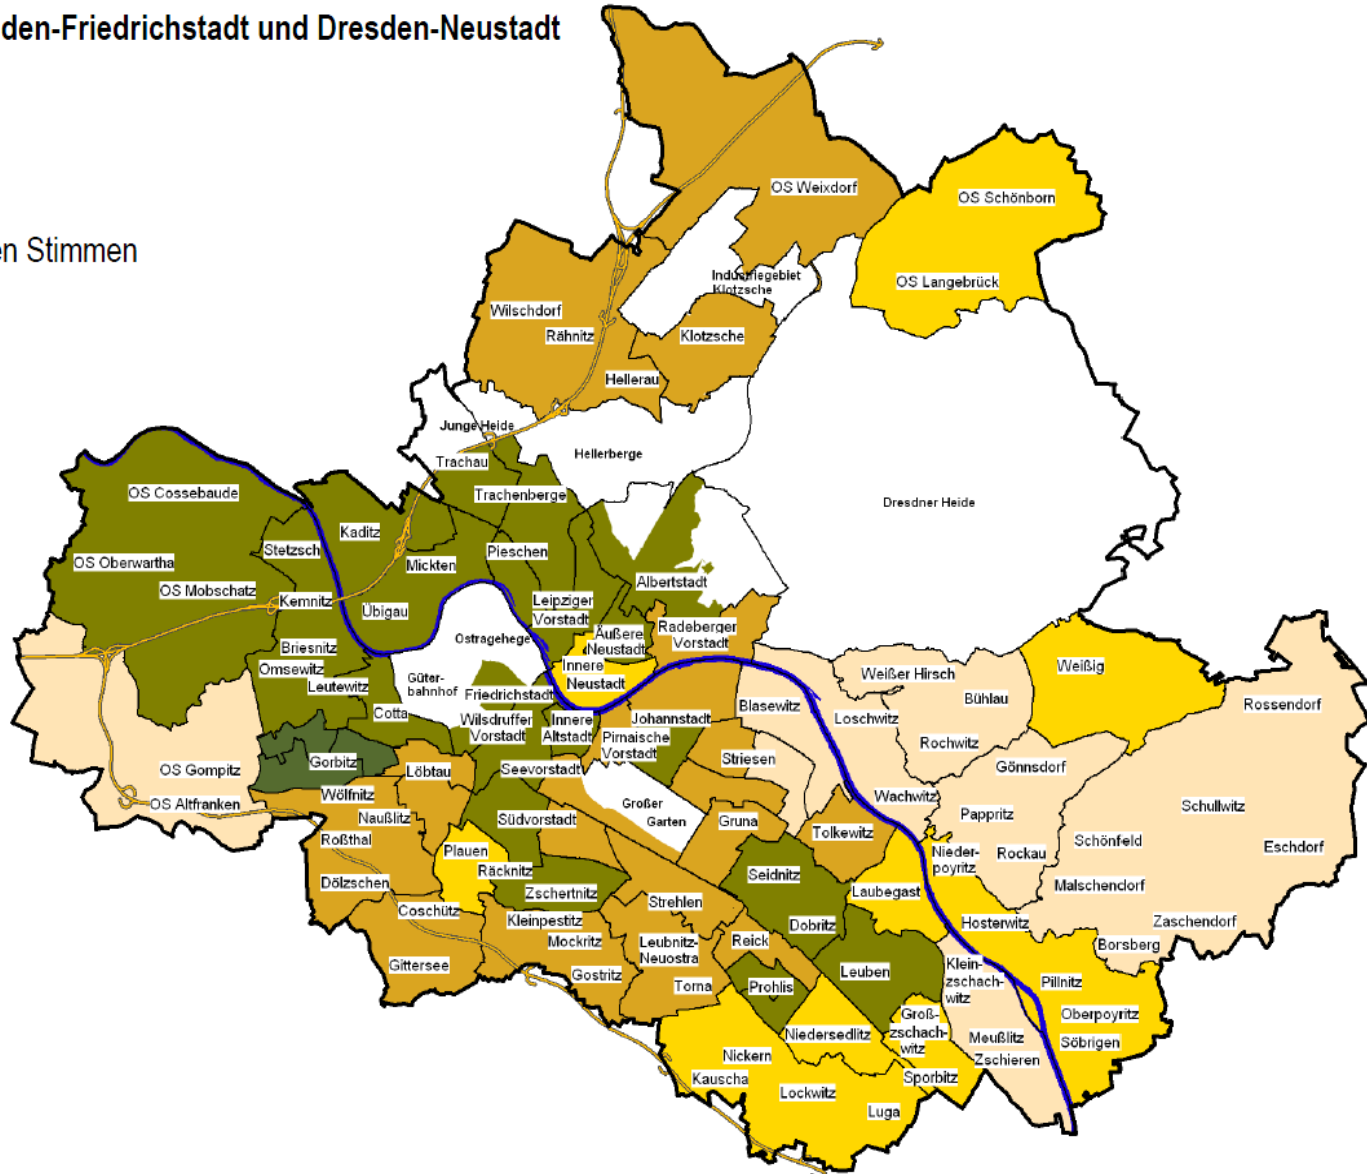 den-Friedrichstadt und Dresden-Neustadt
en Stimmen
OS Weixdorf
OS Schönborn
OS Langebrück
Industriegebiet
Klotzsche
Wilschdorf
Rähnitz
Klotzsche
Hellerau
Junge Heide
Hellerberge
Trachau
Trachenberge
Dresdner Heide
OS Cossebaude
Kaditz
Stetzsch
Pieschen
Mickten
OS Oberwartha
OS Mobschatz
Albertstadt
Kemnitz
Übigau
Leipziger
Vorstadt
Äußere
Neustadt
Radeberger
Vorstadt
Ostragehege
Briesnitz
Omsewitz
Leutewitz
Innere
Neustadt
Güter-
bahnhof
Friedrichstadt
Cotta
Wilsdruffer
Vorstadt
Innere
Altstadt
Johannstadt
Pirnaische
Vorstadt
Blasewitz
Loschwitz
Weißer Hirsch
Bühlau
Rochwitz
Weißig
Rossendorf
Gönnsdorf
OS Gompitz
Gorbitz
Löbtau
Seevorstadt
Striesen
OS Altfranken
Wölfnitz
Naußlitz
Südvorstadt
Großer
Garten
Gruna
Tolkewitz
Wachwitz
Pappritz
Schullwitz
Roßthal
Plauen
Räcknitz
Nieder-
poyritz
Rockau
Schönfeld
Eschdorf
Dölzschen
Zschertnitz
Seidnitz
Laubegast
Malschendorf
Coschütz
Kleinpestitz
Strehlen
Dobritz
Hosterwitz
Zaschendorf
Mockritz
Leubnitz-
Neuostra
Reick
Borsberg
Gittersee
Gostritz
Torna
Prohlis
Leuben
Klein-
zschach-
witz
Pillnitz
Niedersedlitz
Groß-
zschach-
witz
Oberpoyritz
Meußlitz
Söbrigen
Zschieren
Nickern
Kauscha
Lockwitz
Sporbitz
Luga